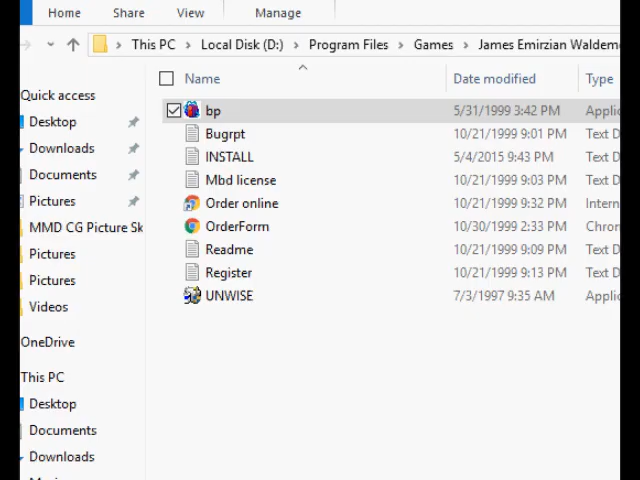 Home Share View Manage
This PC Local Disk (D:) Program Files Games James Emirzian Waldem
Name Date modified Type
Quick access
Desktop
Downloads
Documents
Pictures
MMD CG Picture Sk
Pictures
Pictures
Videos
OneDrive
This PC
Desktop
Documents
Downloads
bp 5/31/1999 3:42 PM Applic
Bugrpt 10/21/1999 9:01 PM Text D
INSTALL 5/4/2015 9:43 PM Text D
Mbd license 10/21/1999 9:03 PM Text D
Order online 10/21/1999 9:32 PM Intern
OrderForm 10/30/1999 2:33 PM Chron
Readme 10/21/1999 9:09 PM Text D
Register 10/21/1999 9:13 PM Text D
UNWISE 7/3/1997 9:35 AM Applic